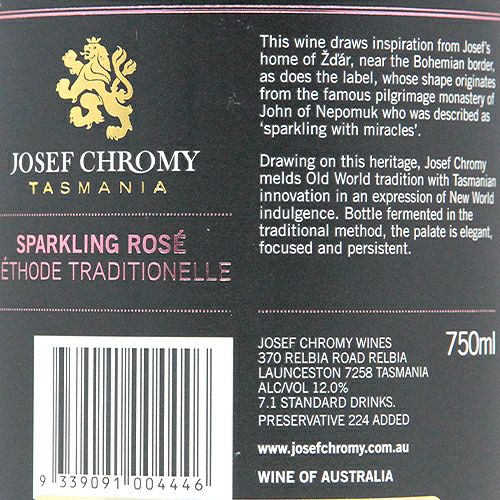 JOSEF CHROMY
TASMANIA
SPARKLING ROSÉ
ÉTHODE TRADITIONELLE
9 339091 004446
This wine draws inspiration from Josef's
home of Žďár, near the Bohemian border,
as does the label, whose shape originates
from the famous pilgrimage monastery of
John of Nepomuk who was described as
‘sparkling with miracles’.
Drawing on this heritage, Josef Chromy
melds Old World tradition with Tasmanian
innovation in an expression of New World
indulgence. Bottle fermented in the
traditional method, the palate is elegant,
focused and persistent.
JOSEF CHROMY WINES
370 RELBIA ROAD RELBIA
LAUNCESTON 7258 TASMANIA
ALC/VOL 12.0%
7.1 STANDARD DRINKS.
PRESERVATIVE 224 ADDED
750ml
www.josefchromy.com.au
WINE OF AUSTRALIA